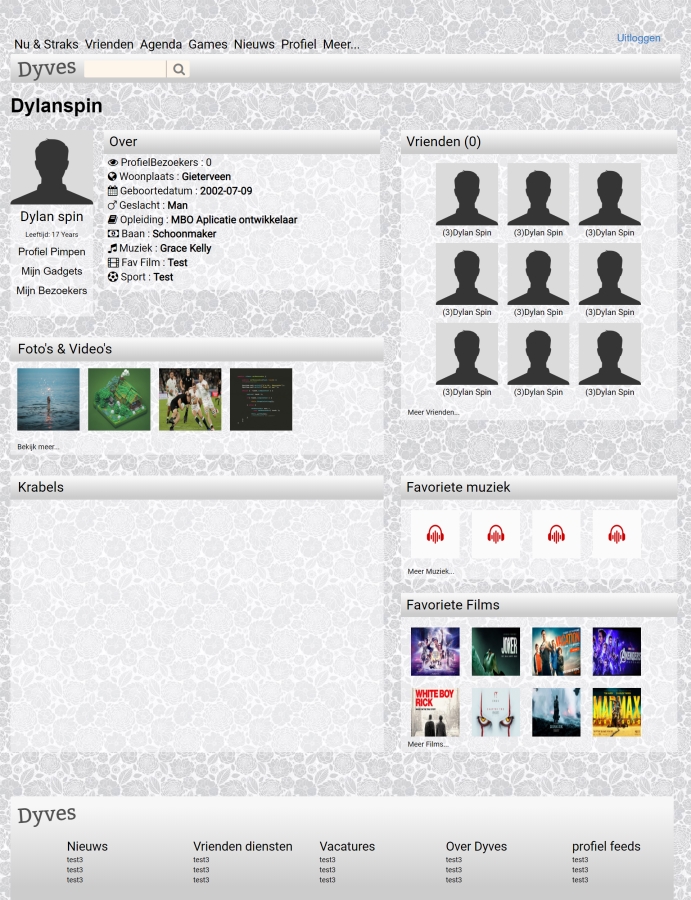 Uitloggen
Nu & Straks Vrienden Agenda Games Nieuws Profiel Meer...
Dyves
Dylanspin
Dylan spin
Leeftijd: 17 Years
Profiel Pimpen
Mijn Gadgets
Mijn Bezoekers
Over
ProfielBezoekers : 0
Woonplaats : Gieterveen
Geboortedatum : 2002-07-09
Geslacht : Man
Opleiding : MBO Aplicatie ontwikkelaar
Baan : Schoonmaker
Muziek : Grace Kelly
Fav Film : Test
Sport : Test
Vrienden (0)
(3)Dylan Spin (3)Dylan Spin (3)Dylan Spin
(3)Dylan Spin (3)Dylan Spin (3)Dylan Spin
(3)Dylan Spin (3)Dylan Spin (3)Dylan Spin
Meer Vrienden...
Foto's & Video's
Bekijk meer...
Krabels
Favoriete muziek
Meer Muziek...
Favoriete Films
JOKER
WHITE BOY
RICK
MAD MAX
Meer Films...
Dyves
Nieuws
test3
test3
test3
Vrienden diensten
test3
test3
test3
Vacatures
test3
test3
test3
Over Dyves
test3
test3
test3
profiel feeds
test3
test3
test3